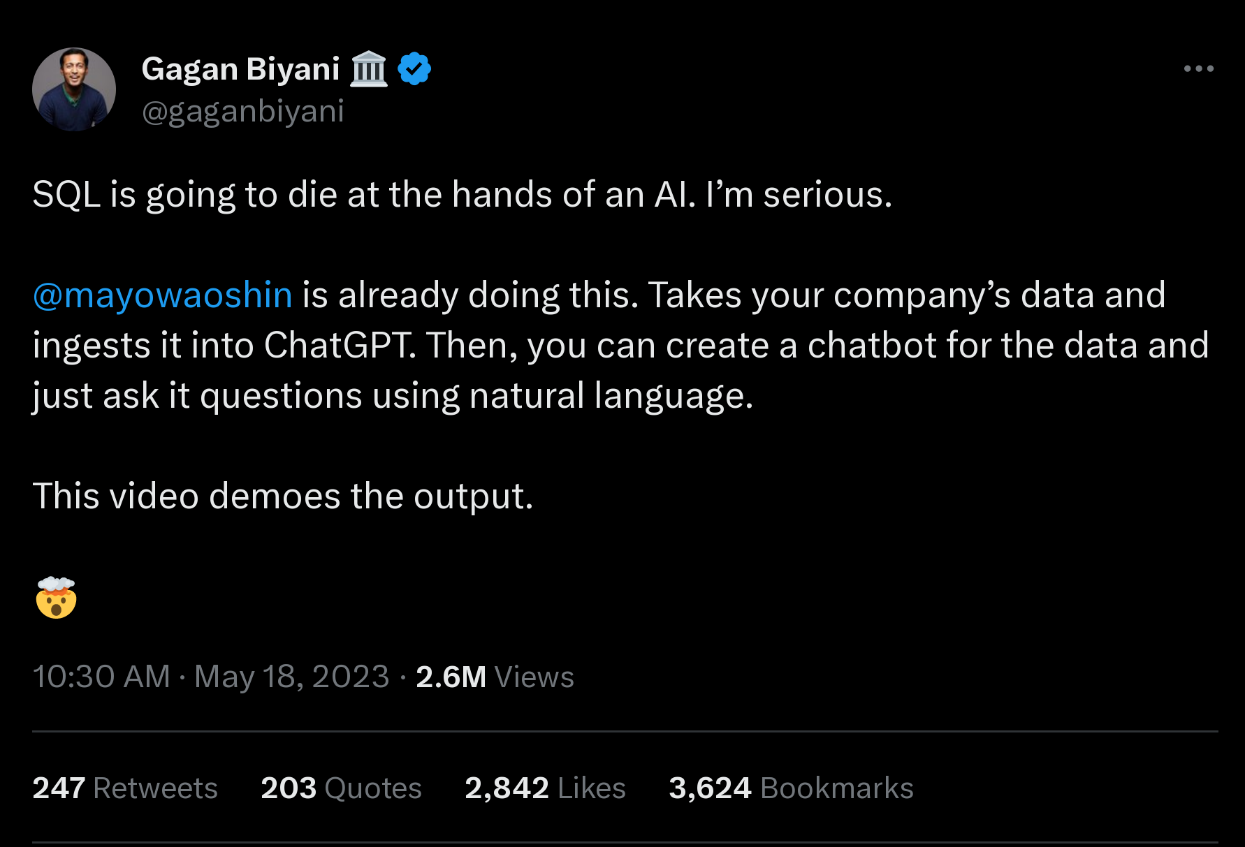 Gagan Biyani 🏛
@gaganbiyani
SQL is going to die at the hands of an AI. I’m serious.
@mayowaoshin is already doing this. Takes your company’s data and
ingests it into ChatGPT. Then, you can create a chatbot for the data and
just ask it questions using natural language.
This video demoes the output.
🤯
10:30 AM · May 18, 2023 · 2.6M Views
247 Retweets 203 Quotes 2,842 Likes 3,624 Bookmarks